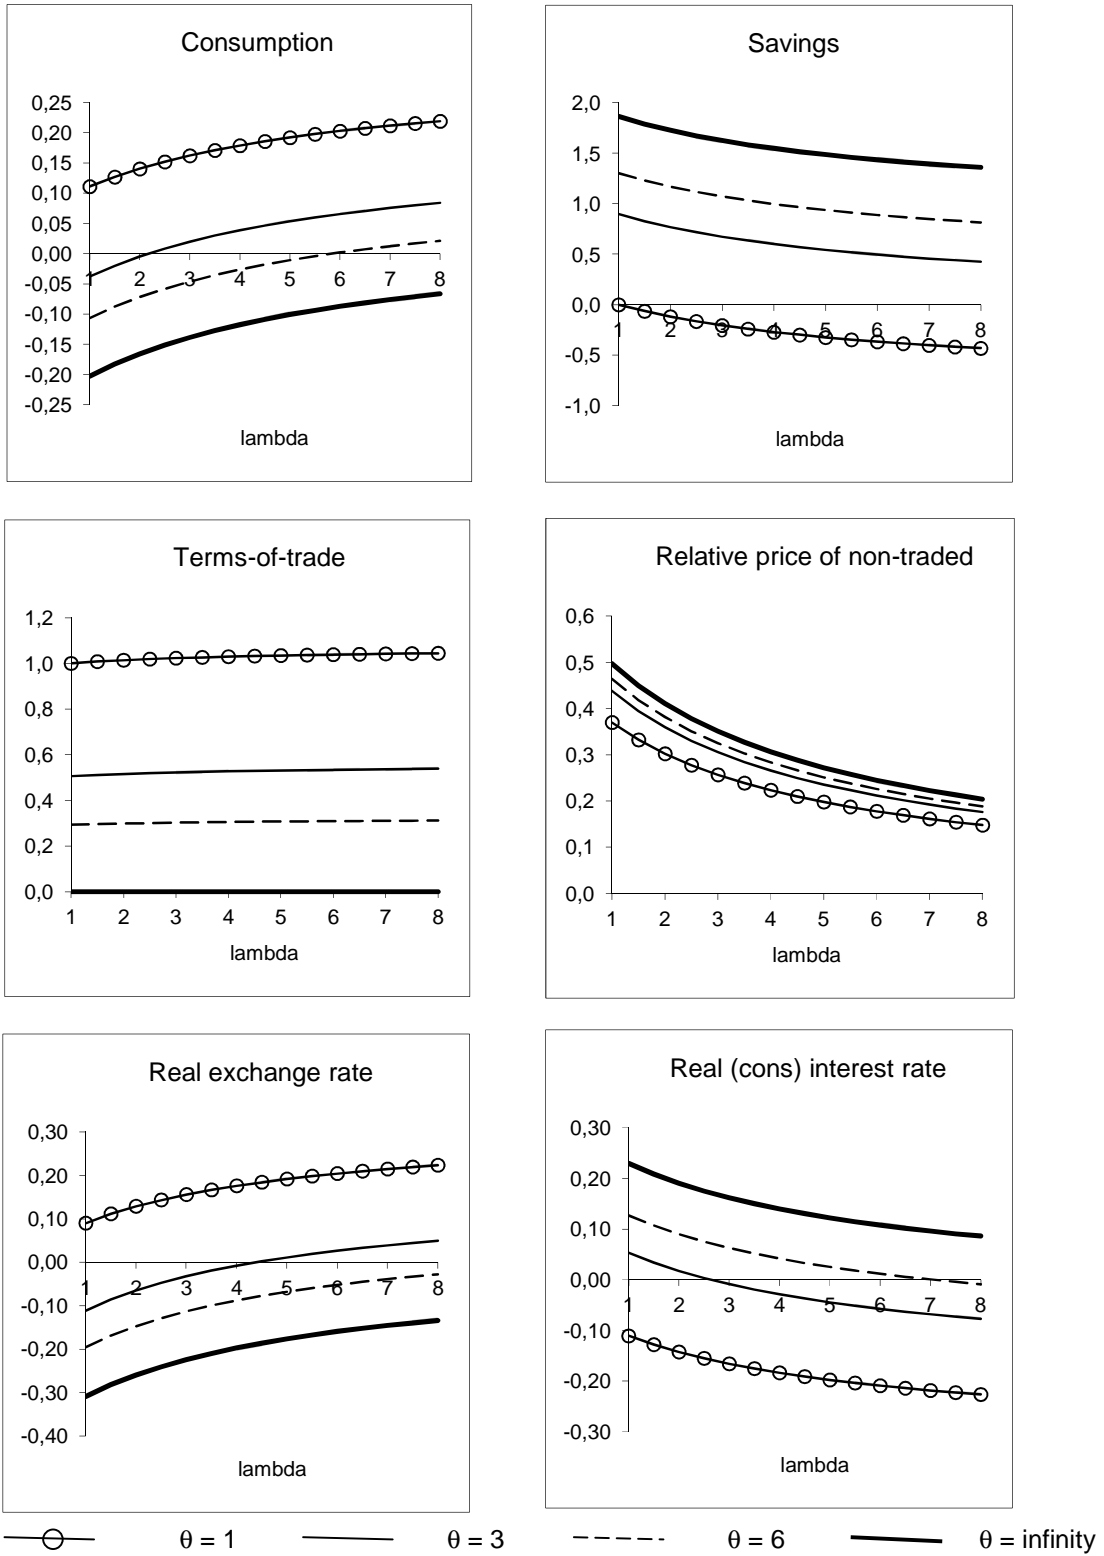 Consumption
0,25
0,20
0,15
0,10
0,05
0,00
-0,05
-0,10
-0,15
-0,20
-0,25
1 2 3 4 5 6 7 8
lambda
Savings
2,0
1,5
1,0
0,5
0,0
-0,5
-1,0
1 2 3 4 5 6 7 8
lambda
Terms-of-trade
1,2
1,0
0,8
0,6
0,4
0,2
0,0
1 2 3 4 5 6 7 8
lambda
Relative price of non-traded
0,6
0,5
0,4
0,3
0,2
0,1
0,0
1 2 3 4 5 6 7 8
lambda
Real exchange rate
0,30
0,20
0,10
0,00
-0,10
-0,20
-0,30
-0,40
1 2 3 4 5 6 7 8
lambda
Real (cons) interest rate
0,30
0,20
0,10
0,00
-0,10
-0,20
-0,30
1 2 3 4 5 6 7 8
lambda
θ = 1 θ = 3 θ = 6 θ = infinity